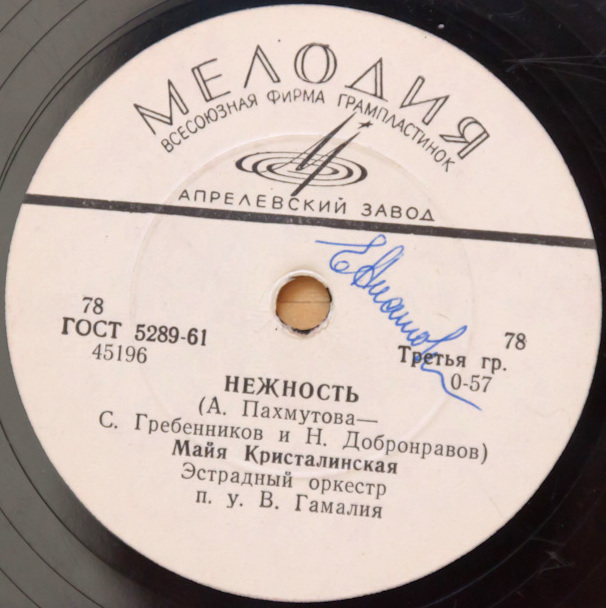 МЕЛОДИЯ
ВСЕСОЮЗНАЯ ФИРМА ГРАМПЛАСТИНОК
АПРЕЛЕВСКИЙ ЗАВОД
78
ГОСТ 5289-61
45196
78
Третья гр.
0-57
НЕЖНОСТЬ
(А. Пахмутова—
С. Гребенников и Н. Добронравов)
Майя Кристалинская
Эстрадный оркестр
п. у. В. Гамалия